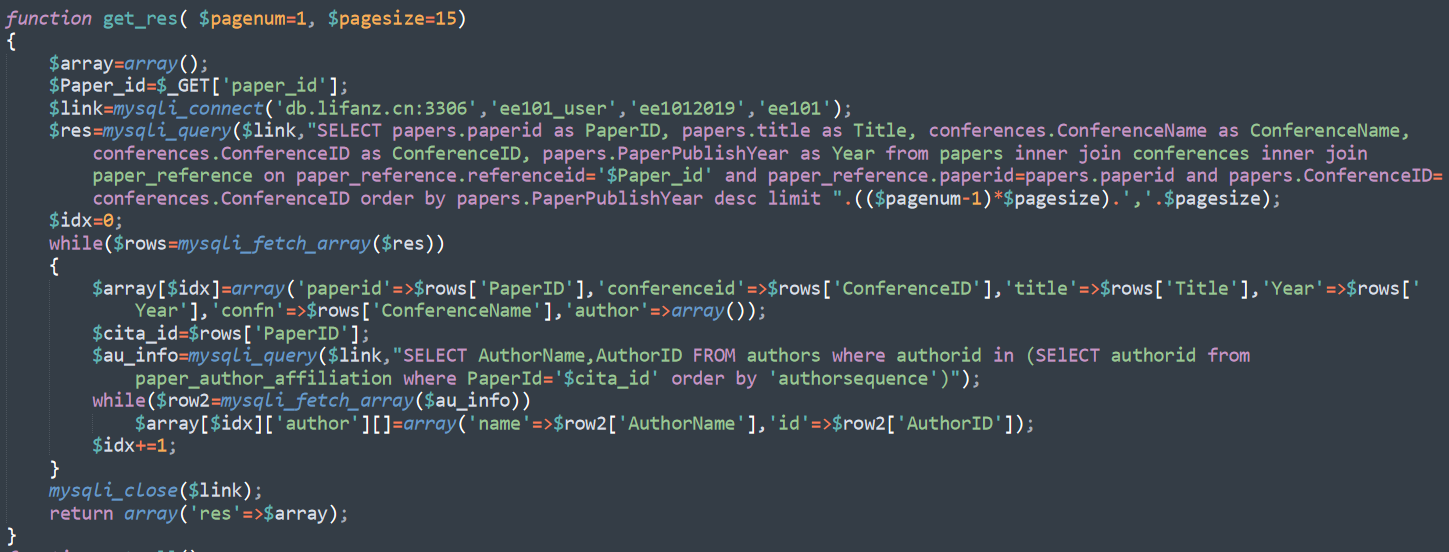 function get_res( $pagenum=1, $pagesize=15)
{
$array=array();
$Paper_id=$_GET['paper_id'];
$link=mysqli_connect('db.lifanz.cn:3306','ee101_user','ee1012019','ee101');
$res=mysqli_query($link,"SELECT papers.paperid as PaperID, papers.title as Title, conferences.ConferenceName as ConferenceName,
conferences.ConferenceID as ConferenceID, papers.PaperPublishYear as Year from papers inner join conferences inner join
paper_reference on paper_reference.referenceid='$Paper_id' and paper_reference.paperid=papers.paperid and papers.ConferenceID=
conferences.ConferenceID order by papers.PaperPublishYear desc limit ".(($pagenum-1)*$pagesize).','.$pagesize);
$idx=0;
while($rows=mysqli_fetch_array($res))
{
$array[$idx]=array('paperid'=>$rows['PaperID'],'conferenceid'=>$rows['ConferenceID'],'title'=>$rows['Title'],'Year'=>$rows['
Year'],'confn'=>$rows['ConferenceName'],'author'=>array());
$cita_id=$rows['PaperID'];
$au_info=mysqli_query($link,"SELECT AuthorName,AuthorID FROM authors where authorid in (SElECT authorid from
paper_author_affiliation where PaperId='$cita_id' order by 'authorsequence')");
while($row2=mysqli_fetch_array($au_info))
$array[$idx]['author'][]=array('name'=>$row2['AuthorName'],'id'=>$row2['AuthorID']);
$idx+=1;
}
mysqli_close($link);
return array('res'=>$array);
}